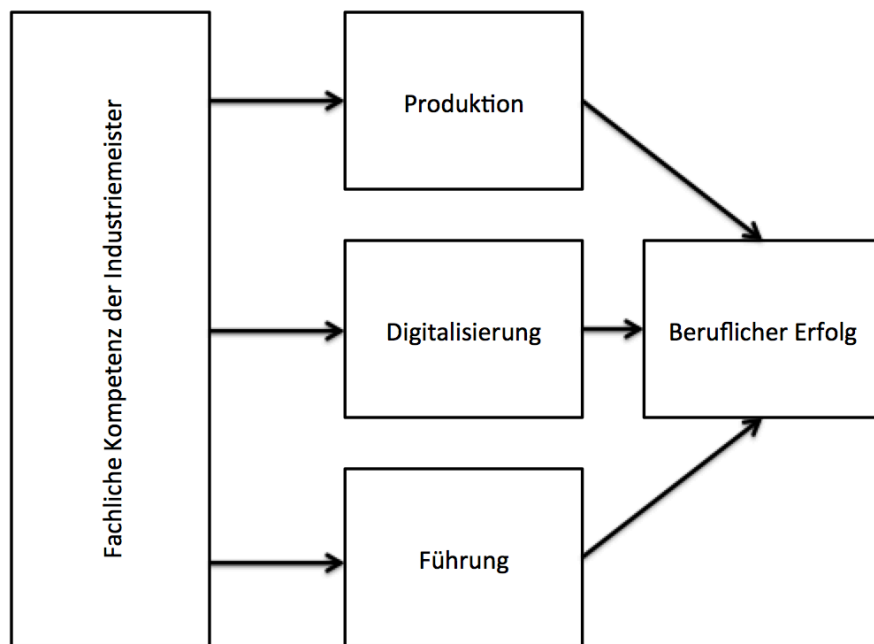 Fachliche Kompetenz der Industriemeister
Produktion
Digitalisierung
Führung
Beruflicher Erfolg